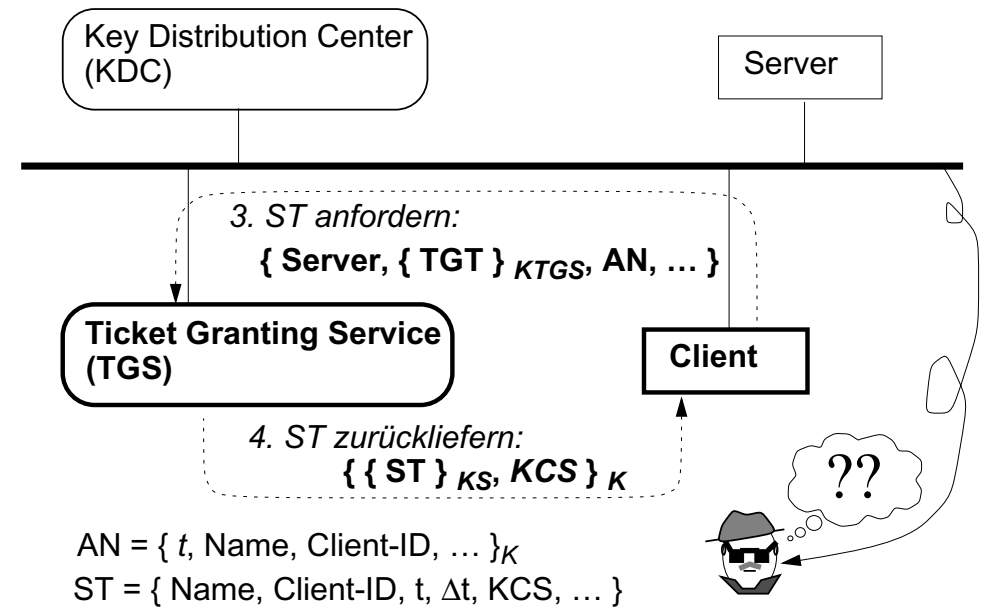 Key Distribution Center
(KDC)
Server
3. ST anfordern:
{ Server, { TGT } KTGS, AN, … }
Ticket Granting Service
(TGS)
Client
4. ST zurückliefern:
{ { ST } KS, KCS } K
??
AN = { t, Name, Client-ID, … }K
ST = { Name, Client-ID, t, Δt, KCS, … }